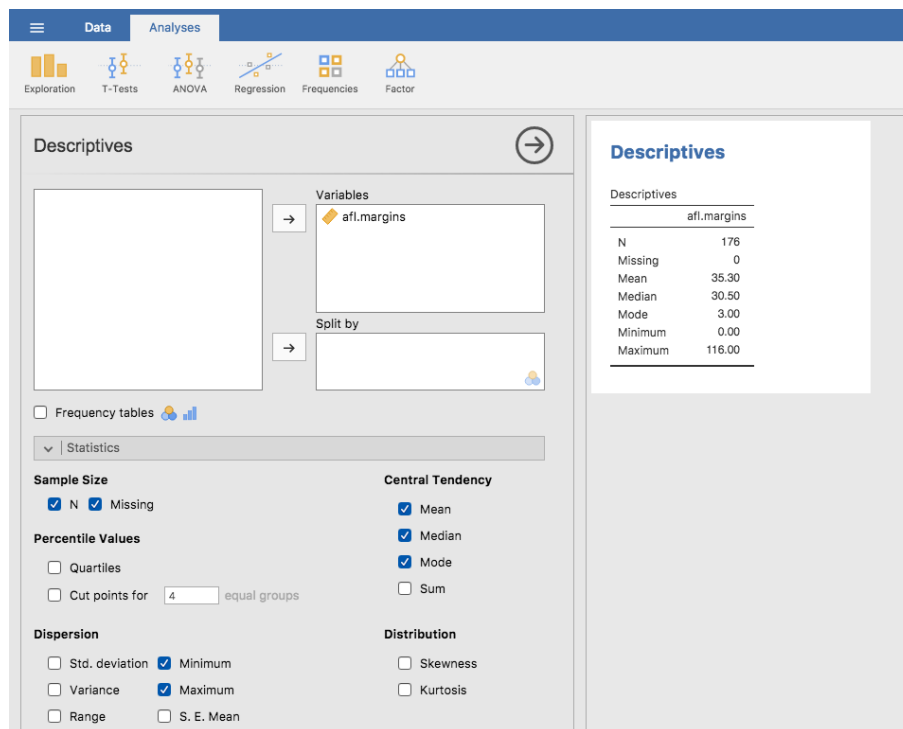 Data Analyses
Exploration T-Tests ANOVA Regression Frequencies Factor
Descriptives
Variables
afl.margins
Split by
Frequency tables
Statistics
Sample Size
N Missing
Percentile Values
Quartiles
Cut points for 4 equal groups
Dispersion
Std. deviation Minimum
Variance Maximum
Range S. E. Mean
Central Tendency
Mean
Median
Mode
Sum
Distribution
Skewness
Kurtosis
Descriptives
Descriptives
afl.margins
N 176
Missing 0
Mean 35.30
Median 30.50
Mode 3.00
Minimum 0.00
Maximum 116.00